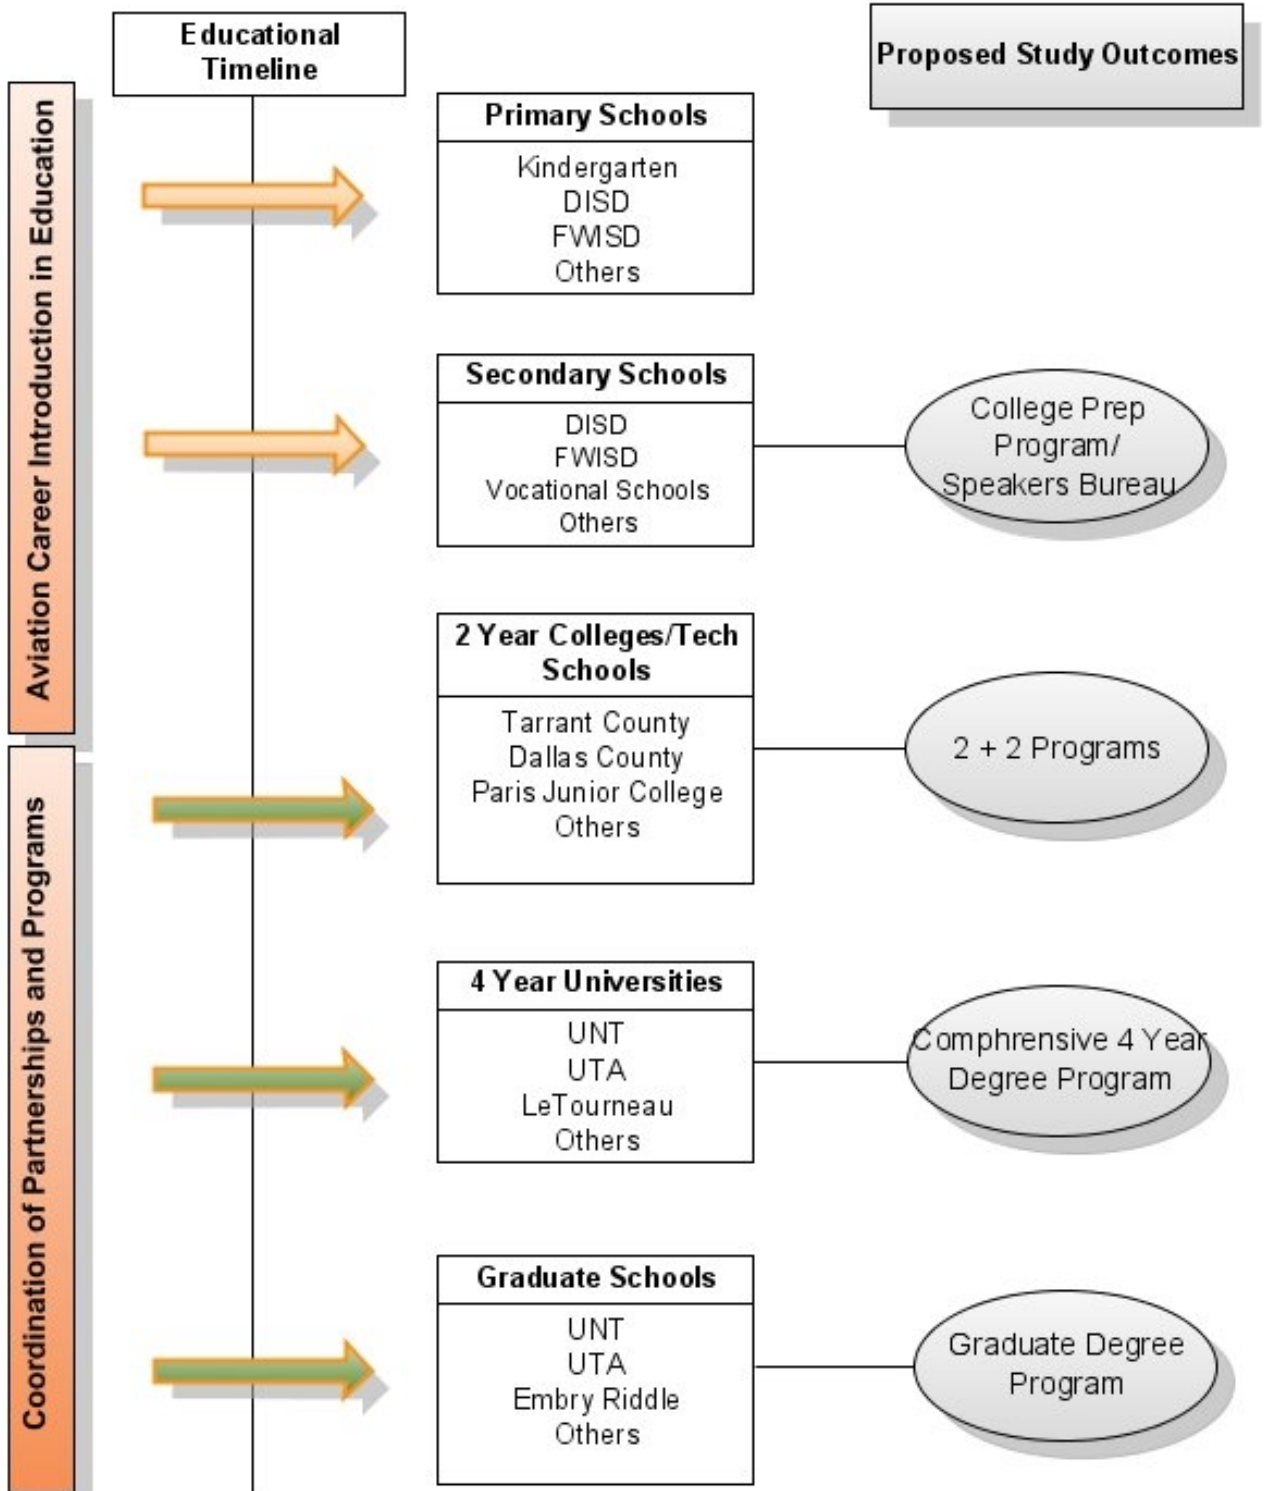 Educational
Timeline
Proposed Study Outcomes
Aviation Career Introduction in Education
Primary Schools
Kindergarten
DISD
FWISD
Others
Secondary Schools
DISD
FWISD
Vocational Schools
Others
College Prep
Program/
Speakers Bureau
2 Year Colleges/Tech
Schools
Tarrant County
Dallas County
Paris Junior College
Others
2 + 2 Programs
Coordination of Partnerships and Programs
4 Year Universities
UNT
UTA
LeTourneau
Others
Comphrensive 4 Year
Degree Program
Graduate Schools
UNT
UTA
Embry Riddle
Others
Graduate Degree
Program